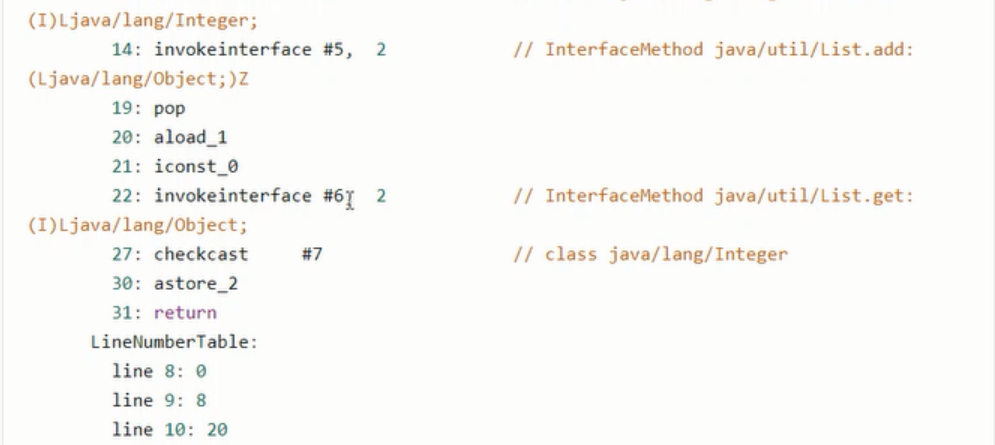 (I)Ljava/lang/Integer;
14: invokeinterface #5,  2            // InterfaceMethod java/util/List.add:
(Ljava/lang/Object;)Z
19: pop
20: aload_1
21: iconst_0
22: invokeinterface #6,  2            // InterfaceMethod java/util/List.get:
(I)Ljava/lang/Object;
27: checkcast     #7                  // class java/lang/Integer
30: astore_2
31: return
LineNumberTable:
line 8: 0
line 9: 8
line 10: 20